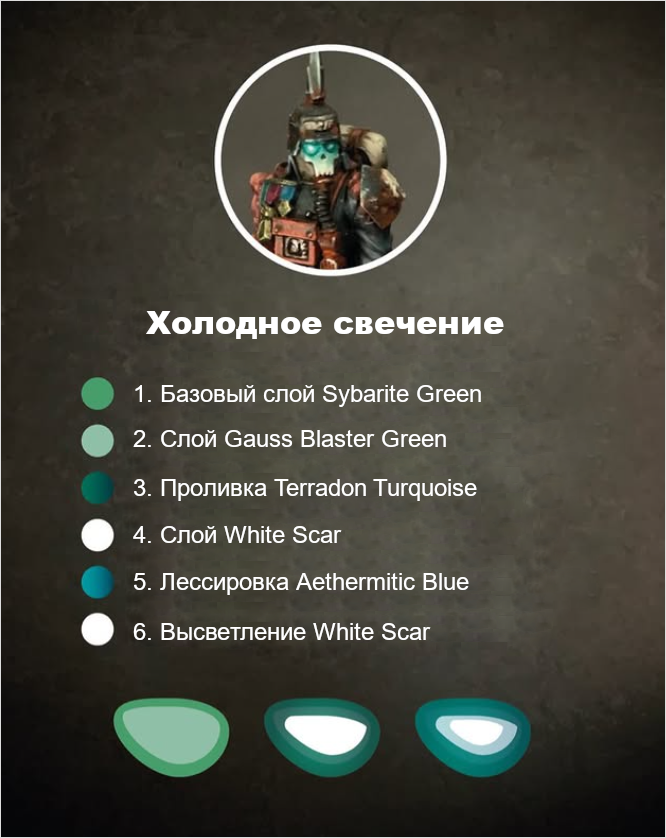 Холодное свечение
1. Базовый слой Sybarite Green
2. Слой Gauss Blaster Green
3. Проливка Terradon Turquoise
4. Слой White Scar
5. Лессировка Aethermitic Blue
6. Высветление White Scar